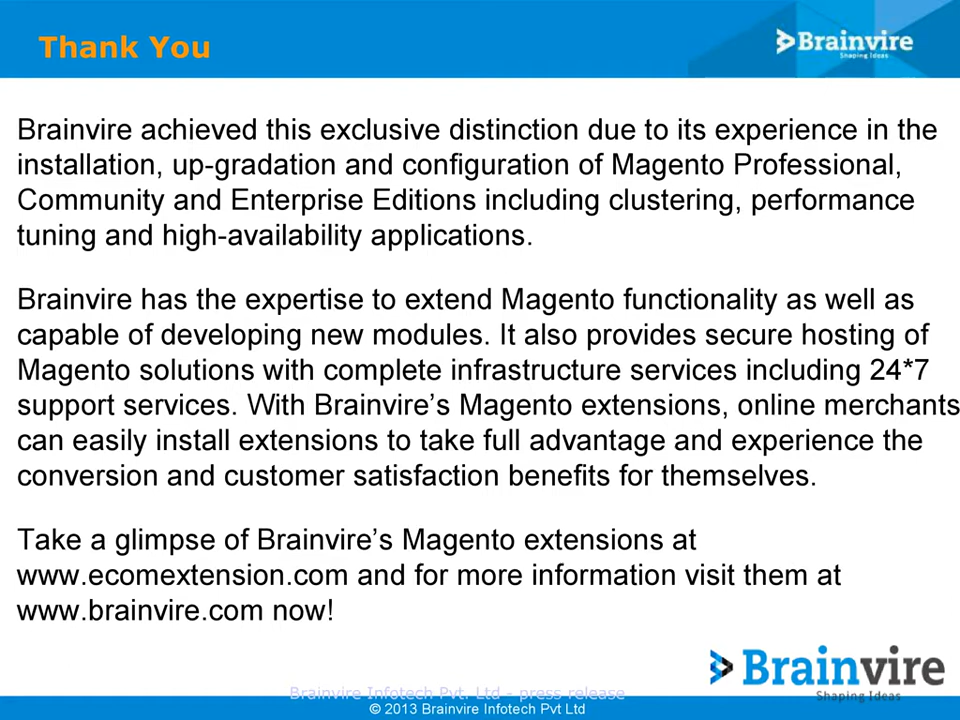 Thank You
Brainvire
Shaping Ideas
Brainvire achieved this exclusive distinction due to its experience in the
installation, up-gradation and configuration of Magento Professional,
Community and Enterprise Editions including clustering, performance
tuning and high-availability applications.
Brainvire has the expertise to extend Magento functionality as well as
capable of developing new modules. It also provides secure hosting of
Magento solutions with complete infrastructure services including 24*7
support services. With Brainvire’s Magento extensions, online merchants
can easily install extensions to take full advantage and experience the
conversion and customer satisfaction benefits for themselves.
Take a glimpse of Brainvire’s Magento extensions at
www.ecomextension.com and for more information visit them at
www.brainvire.com now!
Brainvire
Shaping Ideas
Brainvire Infotech Pvt. Ltd - press release
© 2013 Brainvire Infotech Pvt Ltd